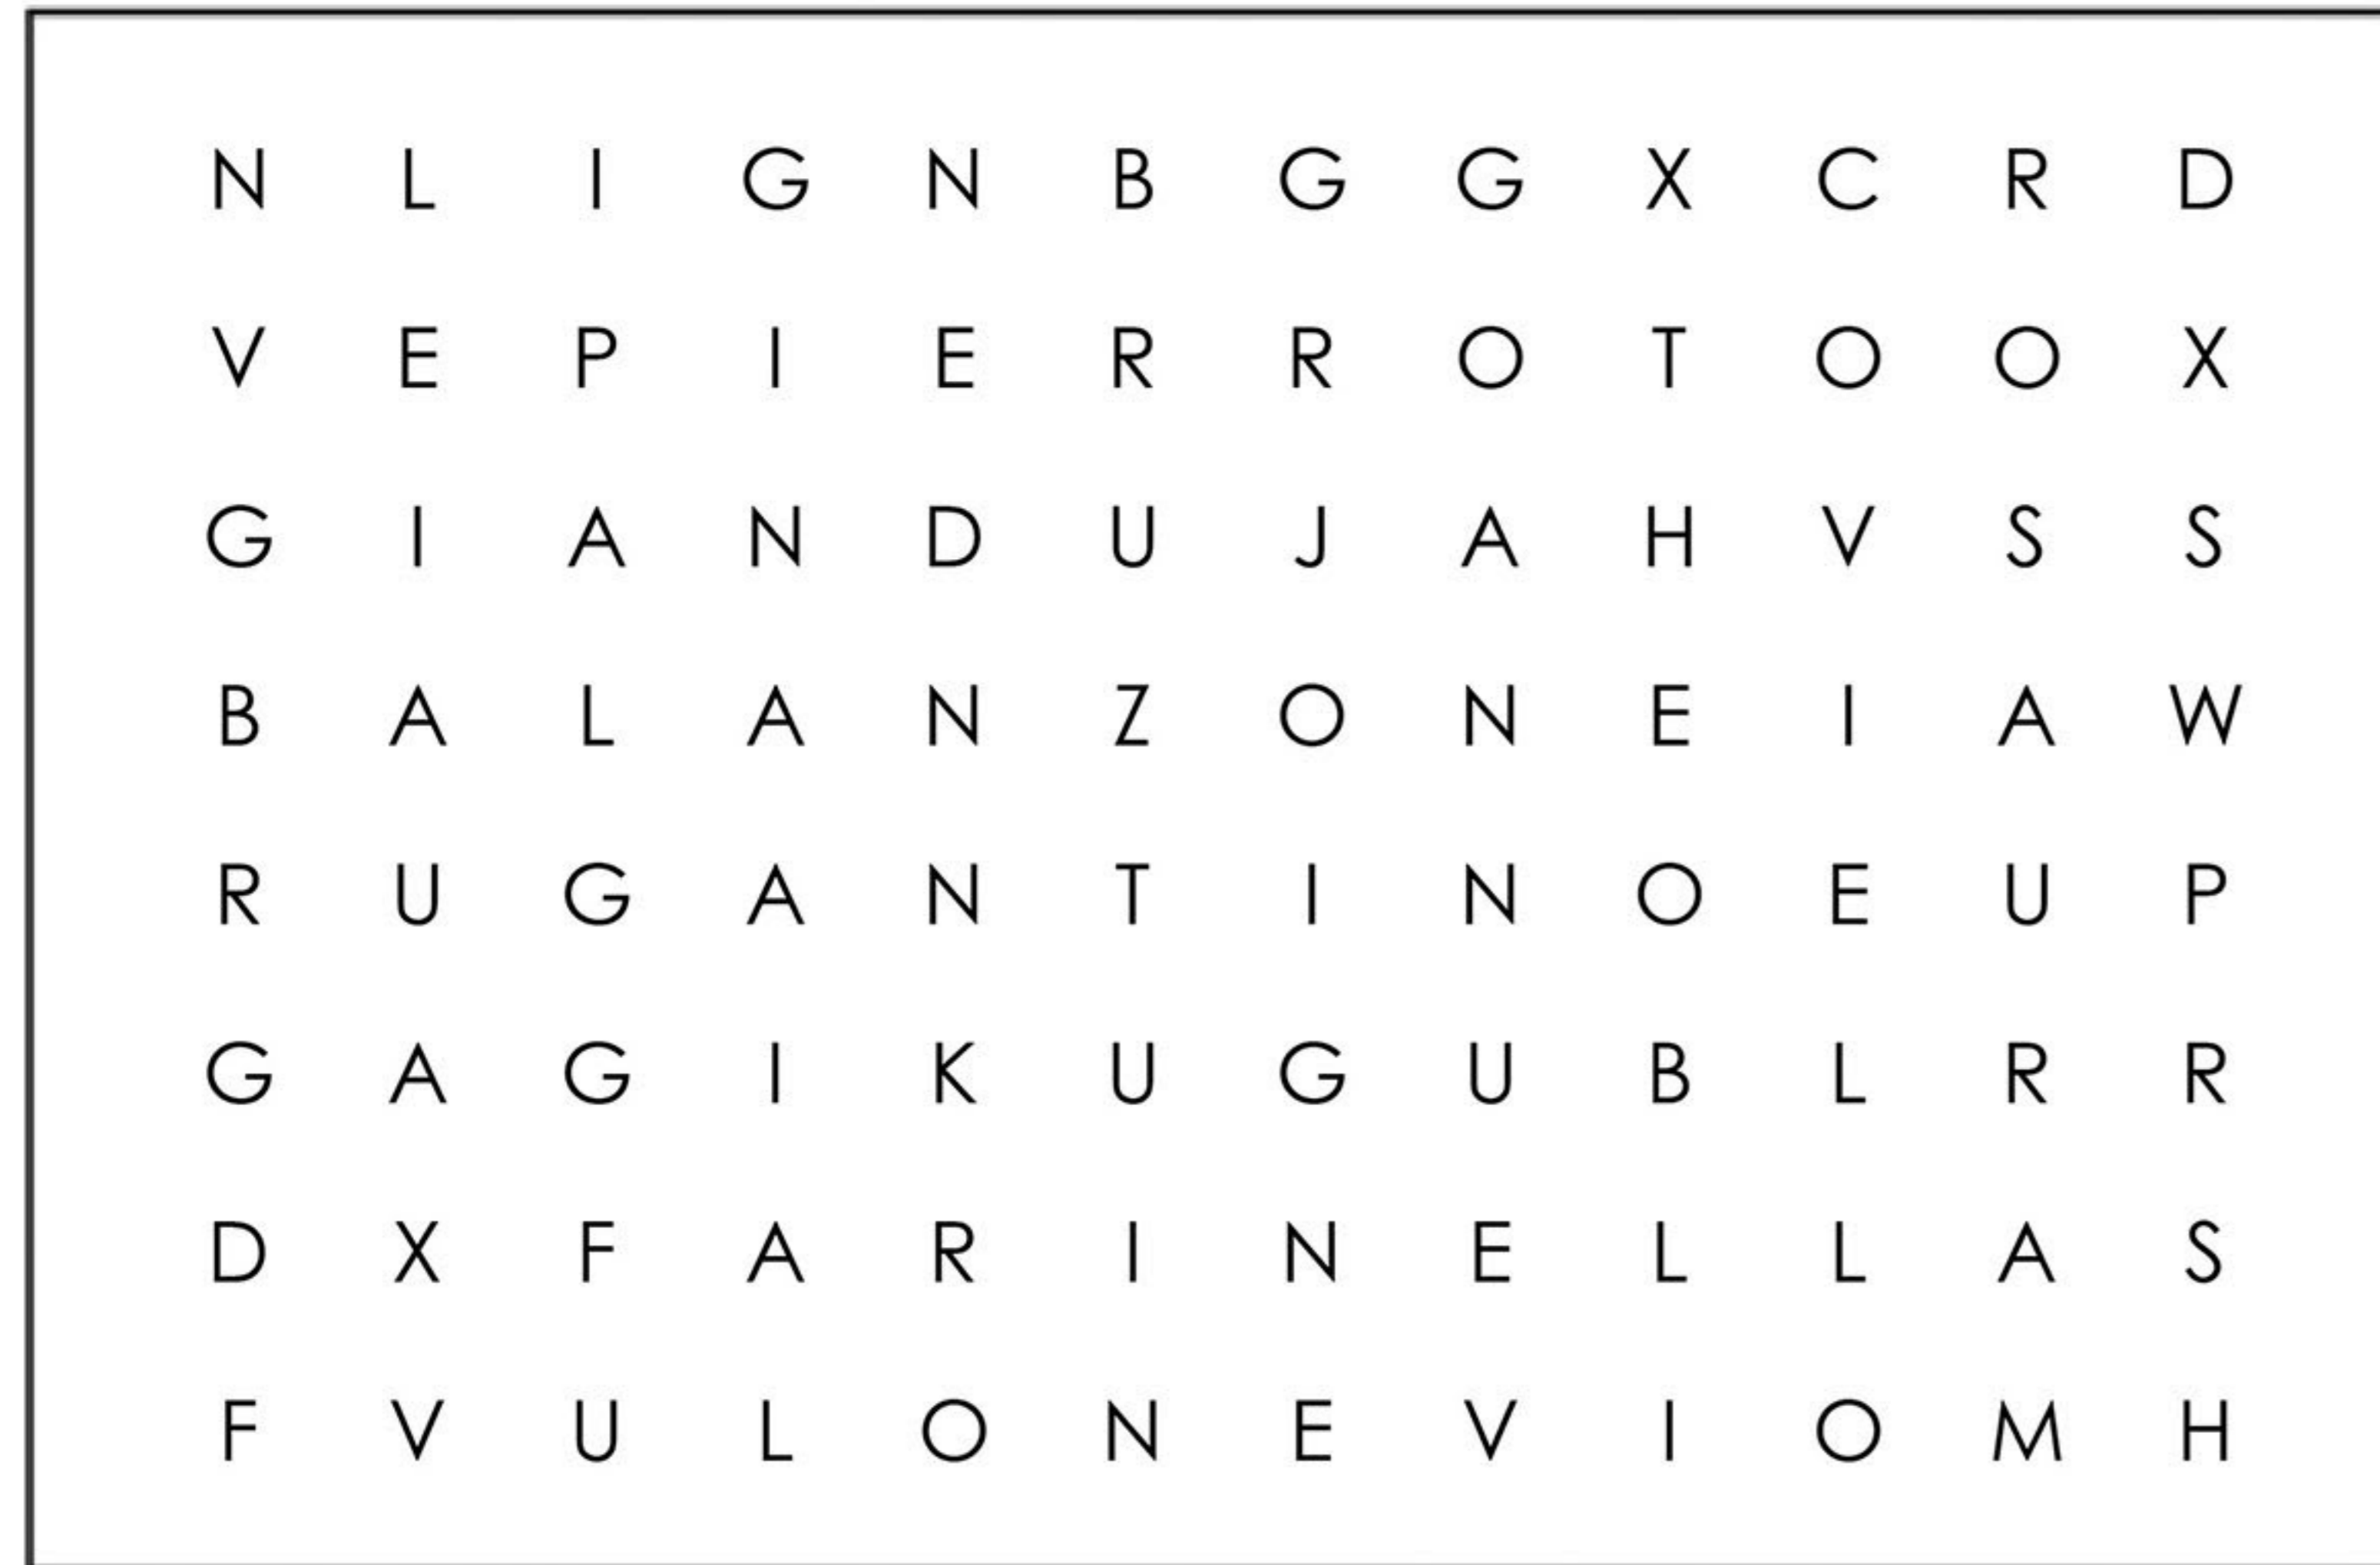 N L I G N B G G X C R D
V E P I E R R O T O O X
G I A N D U J A H V S S
B A L A N Z O N E I A W
R U G A N T I N O E U P
G A G I K U G U B L R R
D X F A R I N E L L A S
F V U L O N E V I O M H